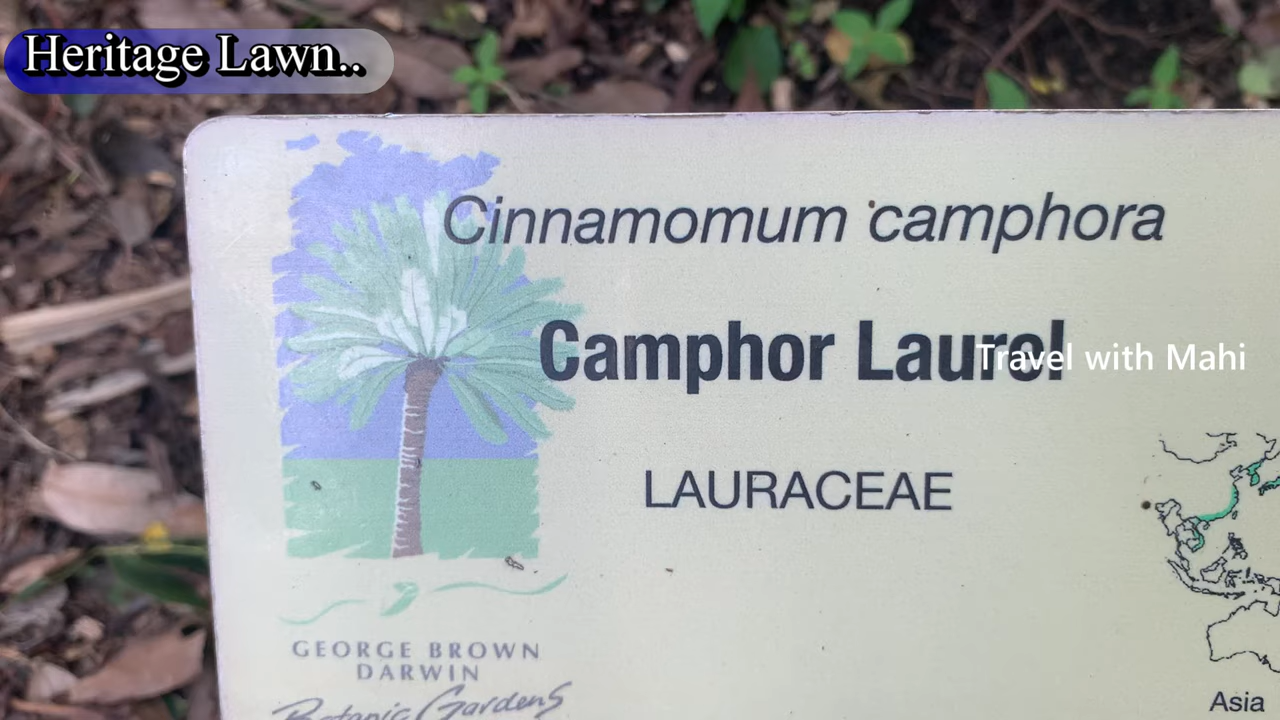 Heritage Lawn..
Cinnamomum camphora
Camphor Laurel
Travel with Mahi
LAURACEAE
GEORGE BROWN
DARWIN
Botanic Gardens
Asia